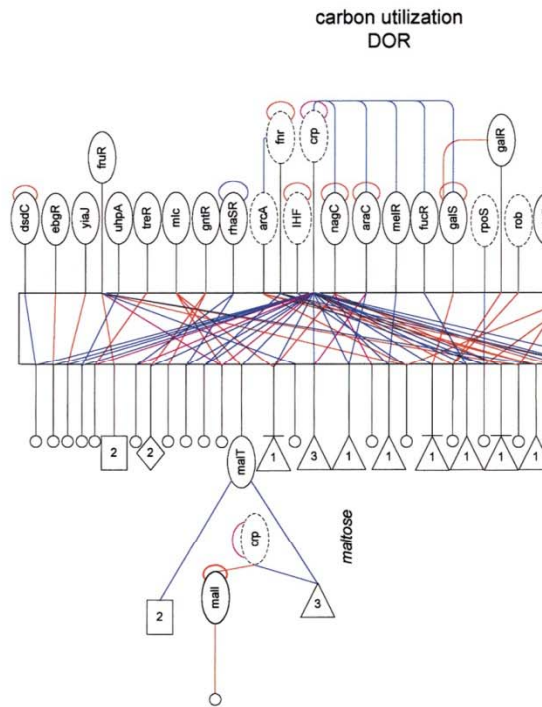 carbon utilization
DOR
fnr
crp
fruR
galR
dsdC
ebgR
yiaJ
uhpA
treR
mlc
gntR
rhaSR
arcA
IHF
nagC
araC
melR
fucR
galS
rpoS
rob
2
2
malT
1
3
1
1
1
1
1
1
crp
maltose
2
malI
3